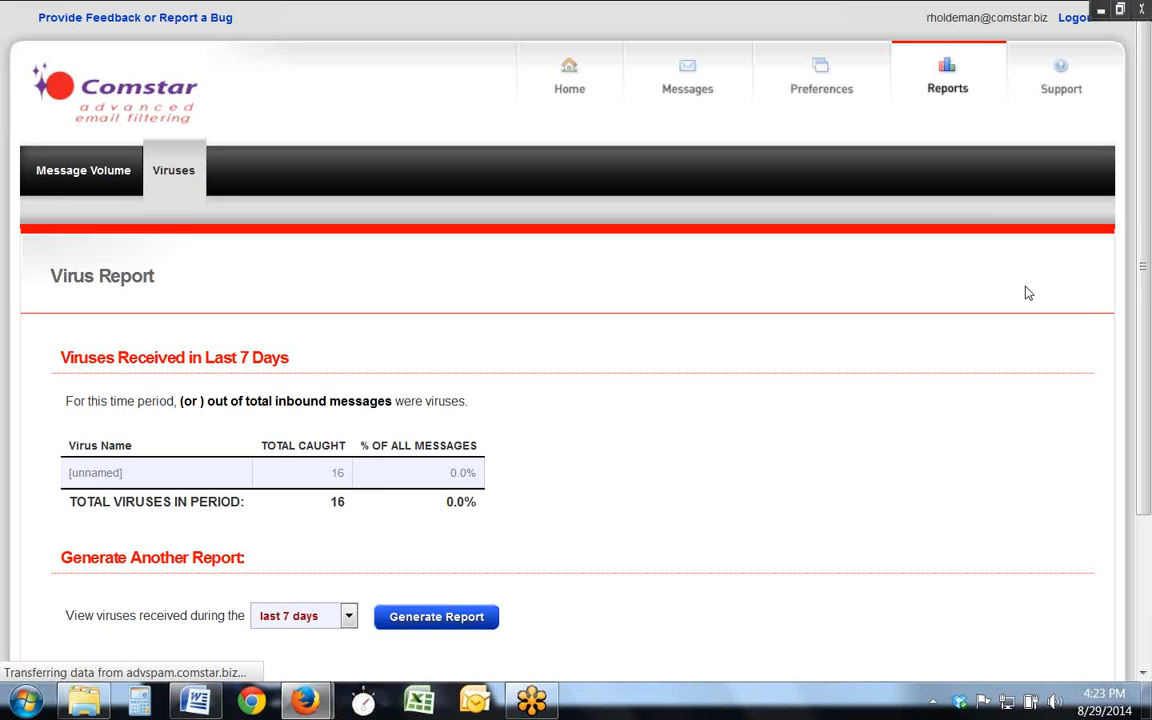 Provide Feedback or Report a Bug
rholdeman@comstar.biz Logou
Comstar
advanced
email filtering
Home Messages Preferences Reports Support
Message Volume Viruses
Virus Report
Viruses Received in Last 7 Days
For this time period, (or ) out of total inbound messages were viruses.
Virus Name TOTAL CAUGHT % OF ALL MESSAGES
[unnamed] 16 0.0%
TOTAL VIRUSES IN PERIOD: 16 0.0%
Generate Another Report:
View viruses received during the last 7 days Generate Report
Transferring data from advspam.comstar.biz...
4:23 PM
8/29/2014